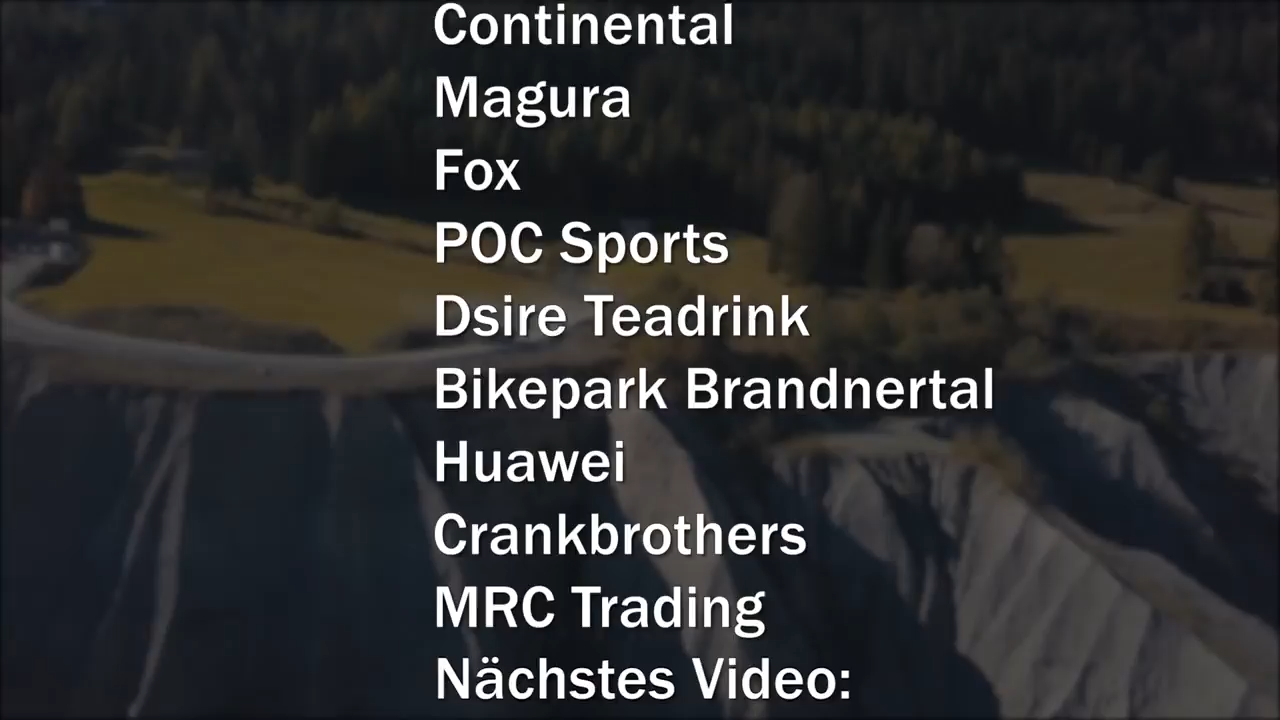 Continental
Magura
Fox
POC Sports
Dsire Teadrink
Bikepark Brandnertal
Huawei
Crankbrothers
MRC Trading
Nächstes Video: